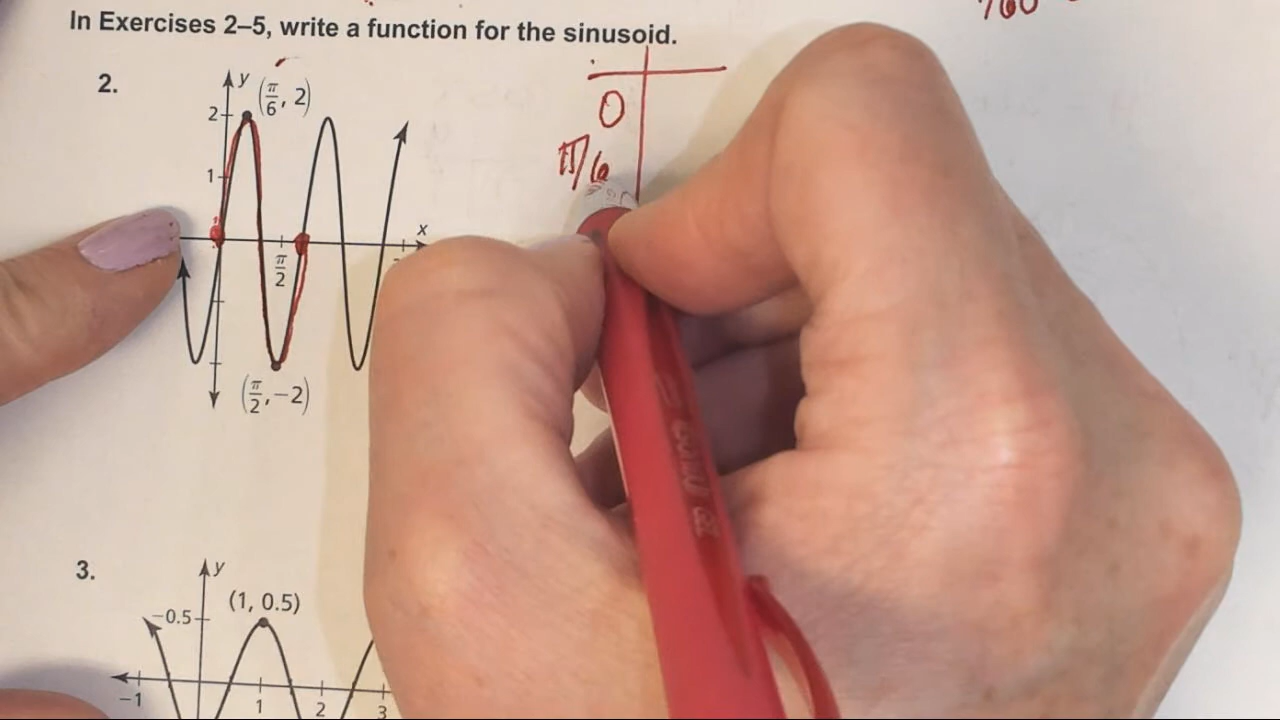 In Exercises 2–5, write a function for the sinusoid.
2.
y
(π/6, 2)
2
1
x
π/2
(π/2, −2)
0
π/6
3.
y
(1, 0.5)
−0.5
−1
1
2
3